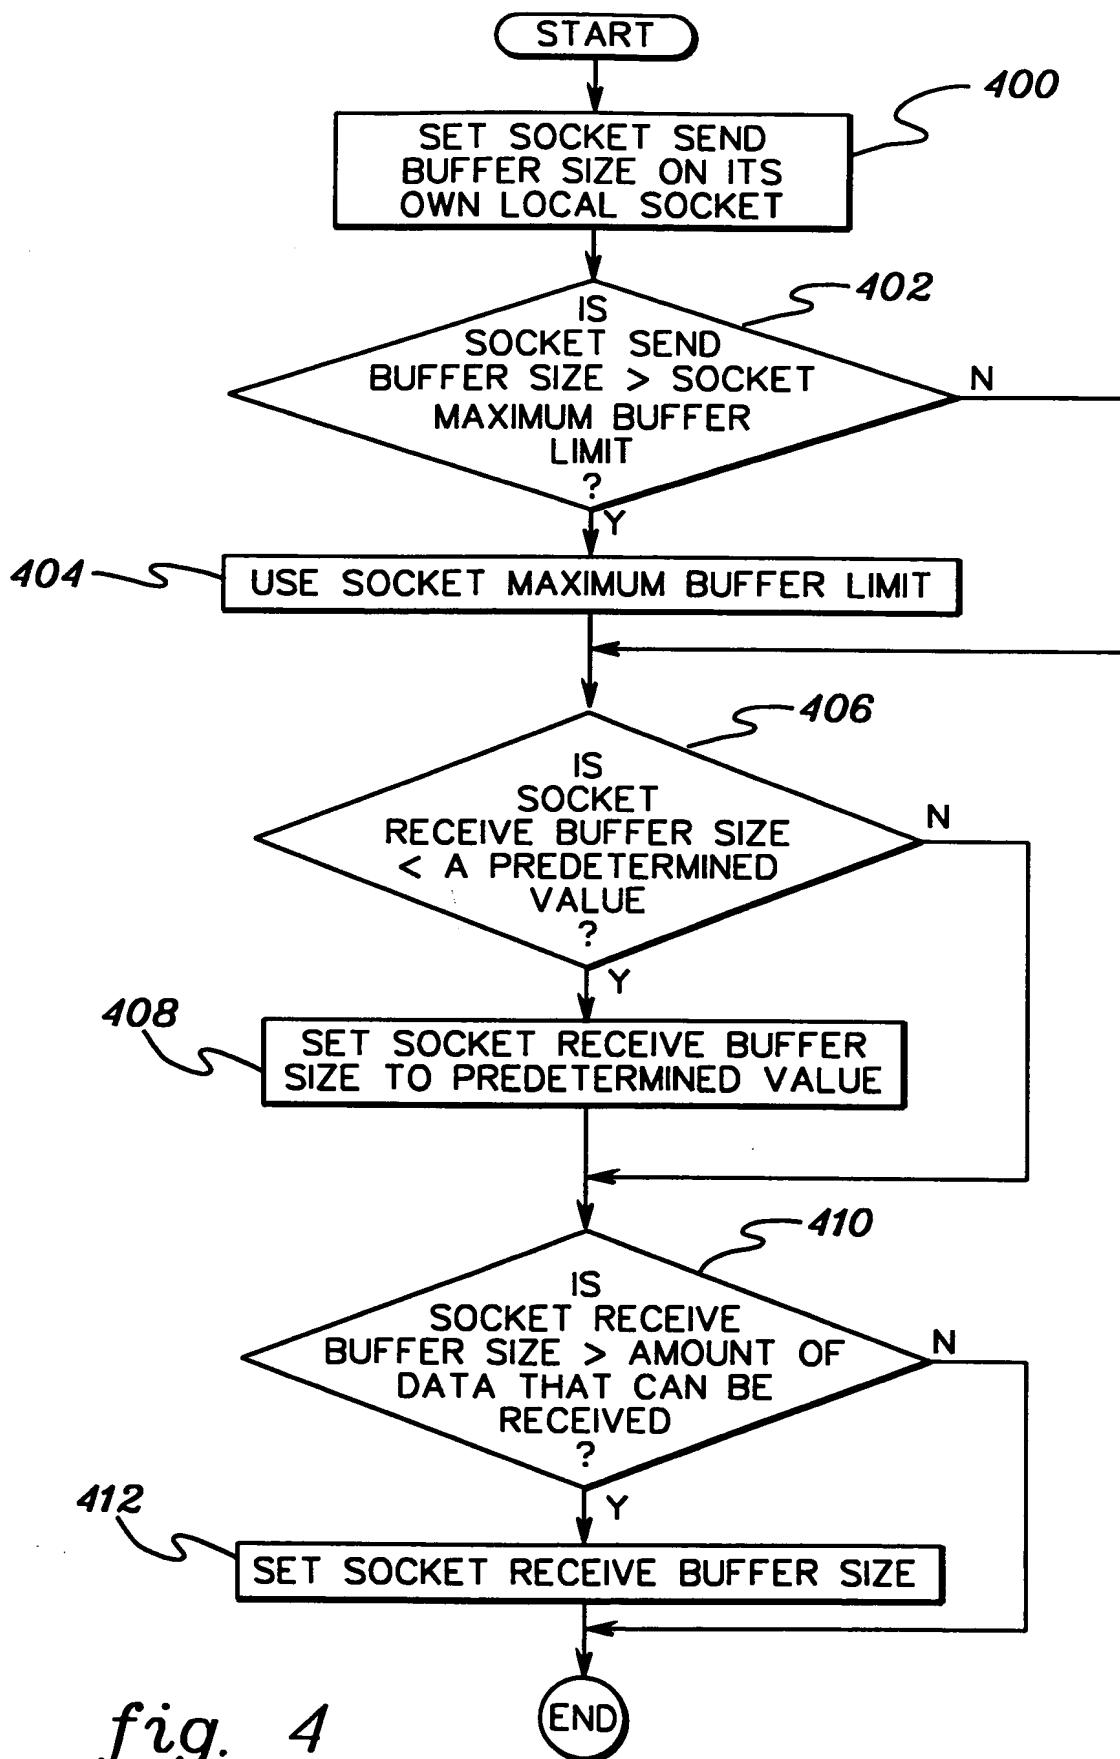 START
400
SET SOCKET SEND
BUFFER SIZE ON ITS
OWN LOCAL SOCKET
402
IS
SOCKET SEND
BUFFER SIZE > SOCKET
MAXIMUM BUFFER
LIMIT
?
N
Y
404
USE SOCKET MAXIMUM BUFFER LIMIT
406
IS
SOCKET
RECEIVE BUFFER SIZE
< A PREDETERMINED
VALUE
?
N
Y
408
SET SOCKET RECEIVE BUFFER
SIZE TO PREDETERMINED VALUE
410
IS
SOCKET RECEIVE
BUFFER SIZE > AMOUNT OF
DATA THAT CAN BE
RECEIVED
?
N
Y
412
SET SOCKET RECEIVE BUFFER SIZE
END
fig. 4